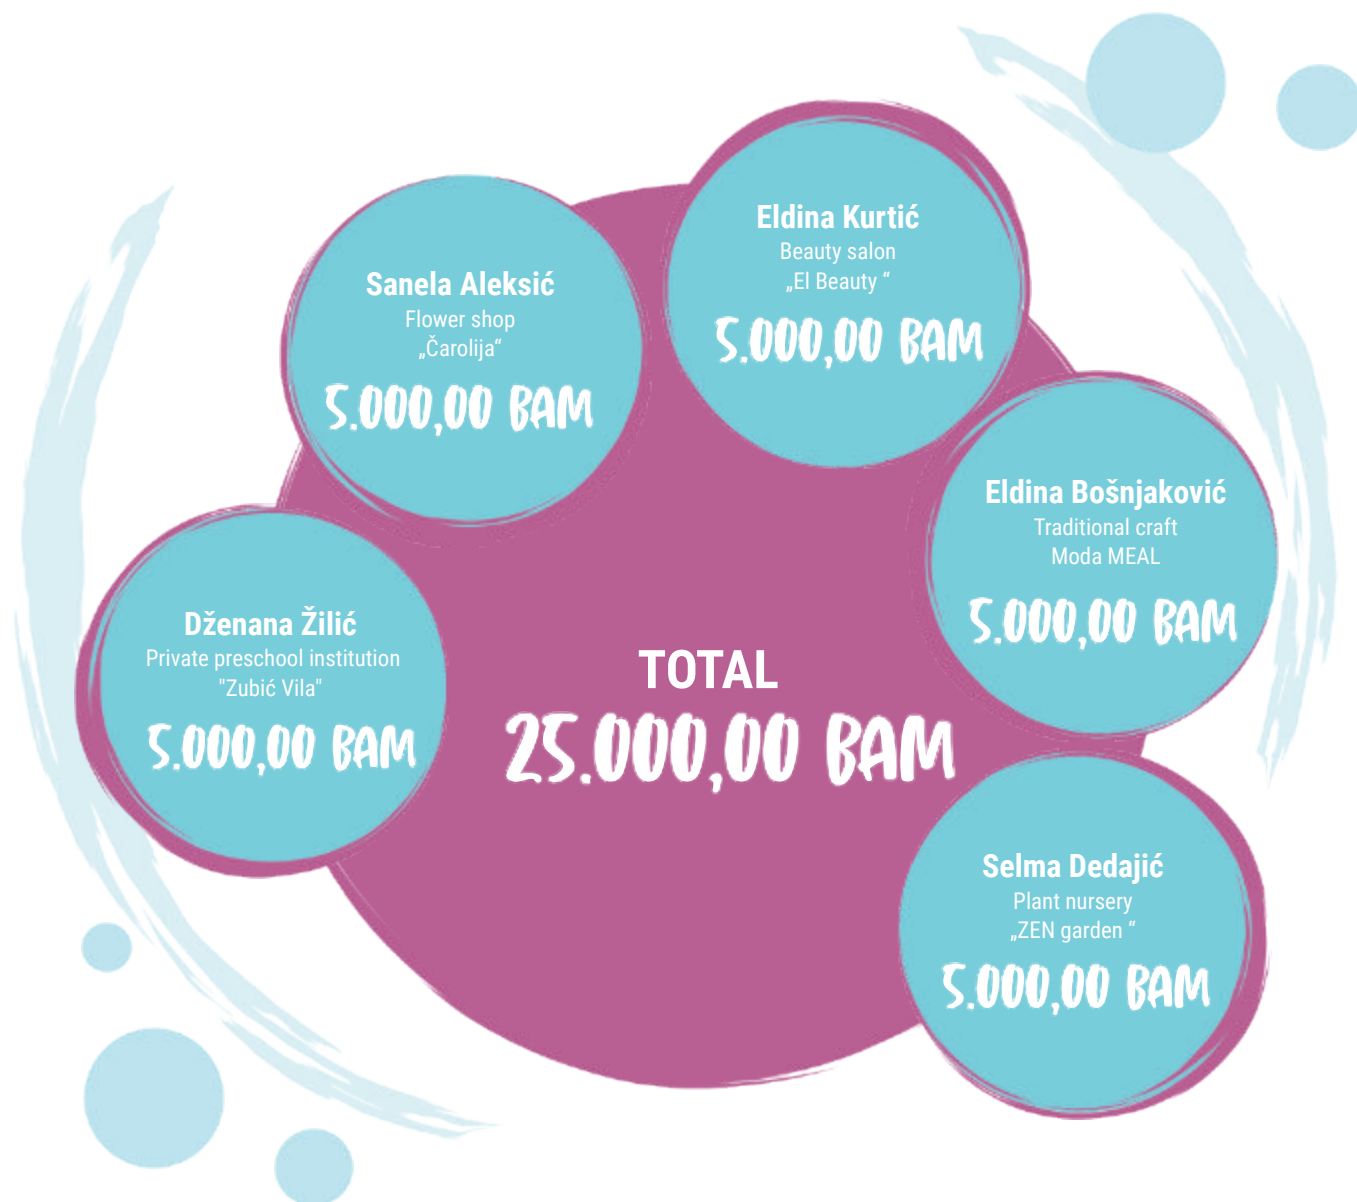 Eldina Kurtić
Beauty salon
„El Beauty “
5.000,00 BAM
Sanela Aleksić
Flower shop
„Čarolija“
5.000,00 BAM
Eldina Bošnjaković
Traditional craft
Moda MEAL
5.000,00 BAM
Dženana Žilić
Private preschool institution
"Zubić Vila"
5.000,00 BAM
TOTAL
25.000,00 BAM
Selma Dedajić
Plant nursery
„ZEN garden “
5.000,00 BAM